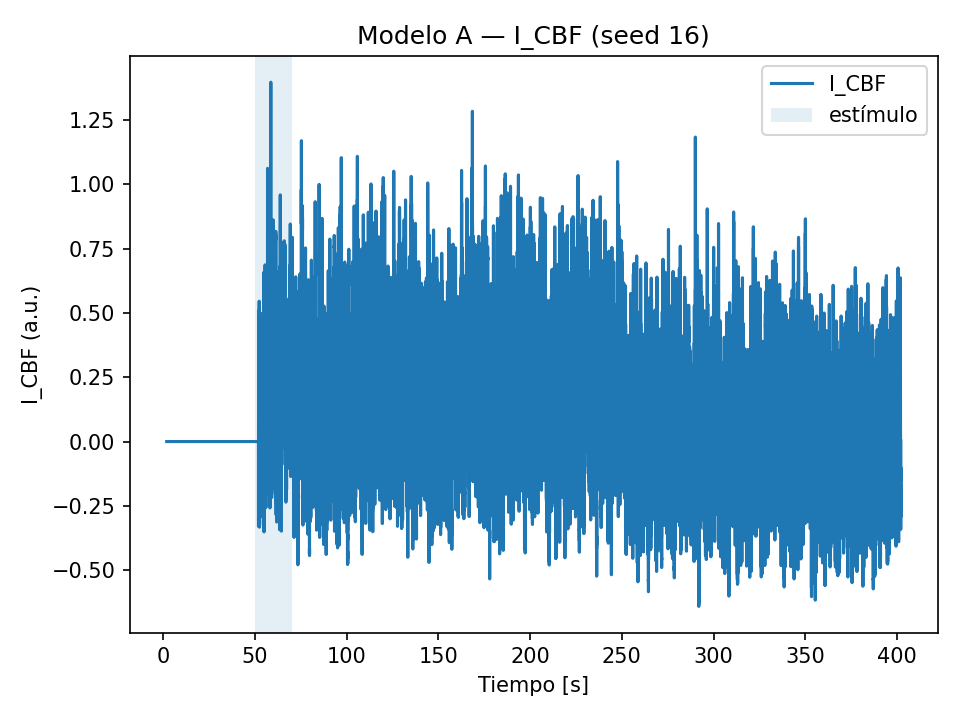 Modelo A — I_CBF (seed 16)
I_CBF
estímulo
I_CBF (a.u.)
1.25
1.00
0.75
0.50
0.25
0.00
−0.25
−0.50
0 50 100 150 200 250 300 350 400
Tiempo [s]